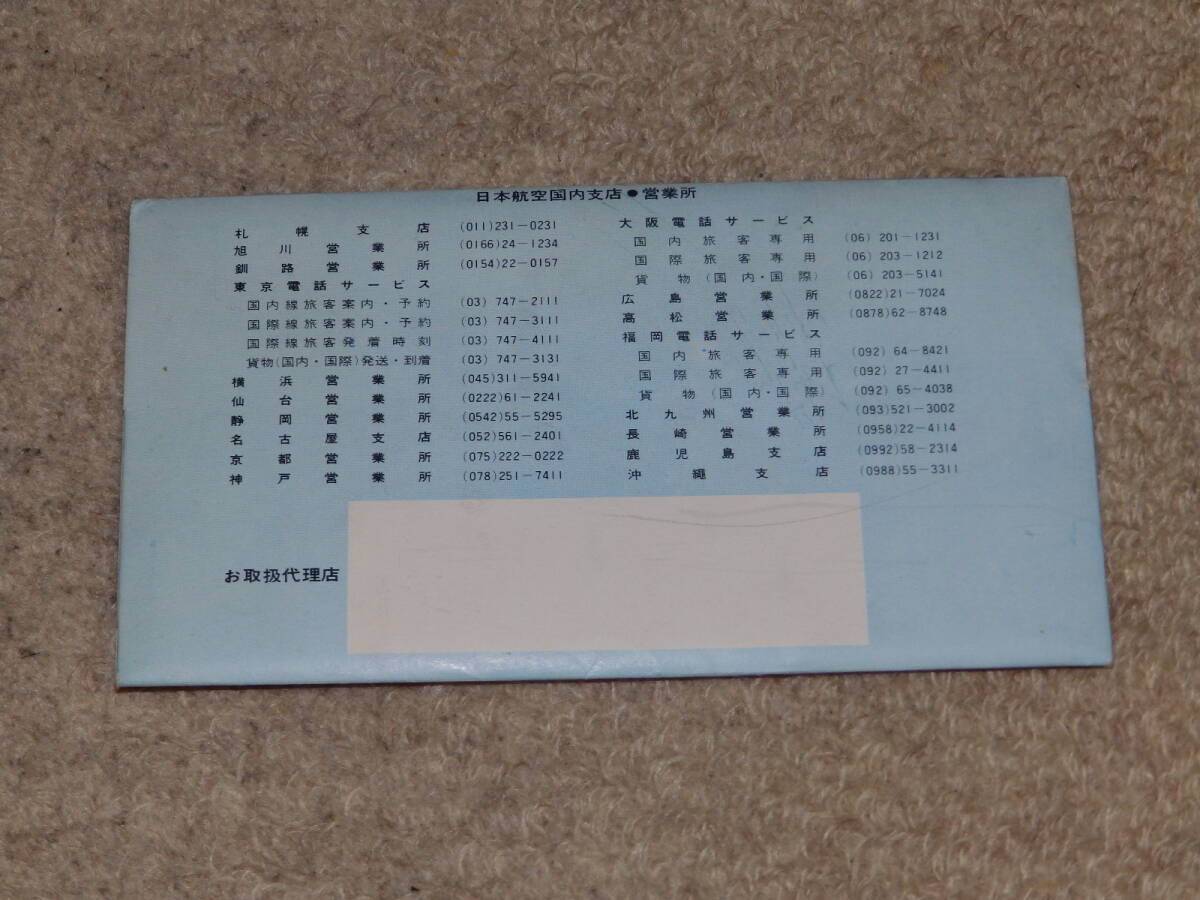 日本航空国内支店●営業所
札幌支店 (011)231-0231
旭川営業所 (0166)24-1234
釧路営業所 (0154)22-0157
東京電話サービス
国内線旅客案内・予約 (03) 747-2111
国際線旅客案内・予約 (03) 747-3111
国際線旅客発着時刻 (03) 747-4111
貨物(国内・国際)発送・到着 (03) 747-3131
横浜営業所 (045)311-5941
仙台営業所 (0222)61-2241
静岡営業所 (0542)55-5295
名古屋支店 (052)561-2401
京都営業所 (075)222-0222
神戸営業所 (078)251-7411
大阪電話サービス
国内旅客専用 (06) 201-1231
国際旅客専用 (06) 203-1212
貨物(国内・国際) (06) 203-5141
広島営業所 (0822)21-7024
高松営業所 (0878)62-8748
福岡電話サービス
国内旅客専用 (092) 64-8421
国際旅客専用 (092) 27-4411
貨物(国内・国際) (092) 65-4038
北九州営業所 (093)521-3002
長崎営業所 (0958)22-4114
鹿児島支店 (0992)58-2314
沖繩支店 (0988)55-3311
お取扱代理店